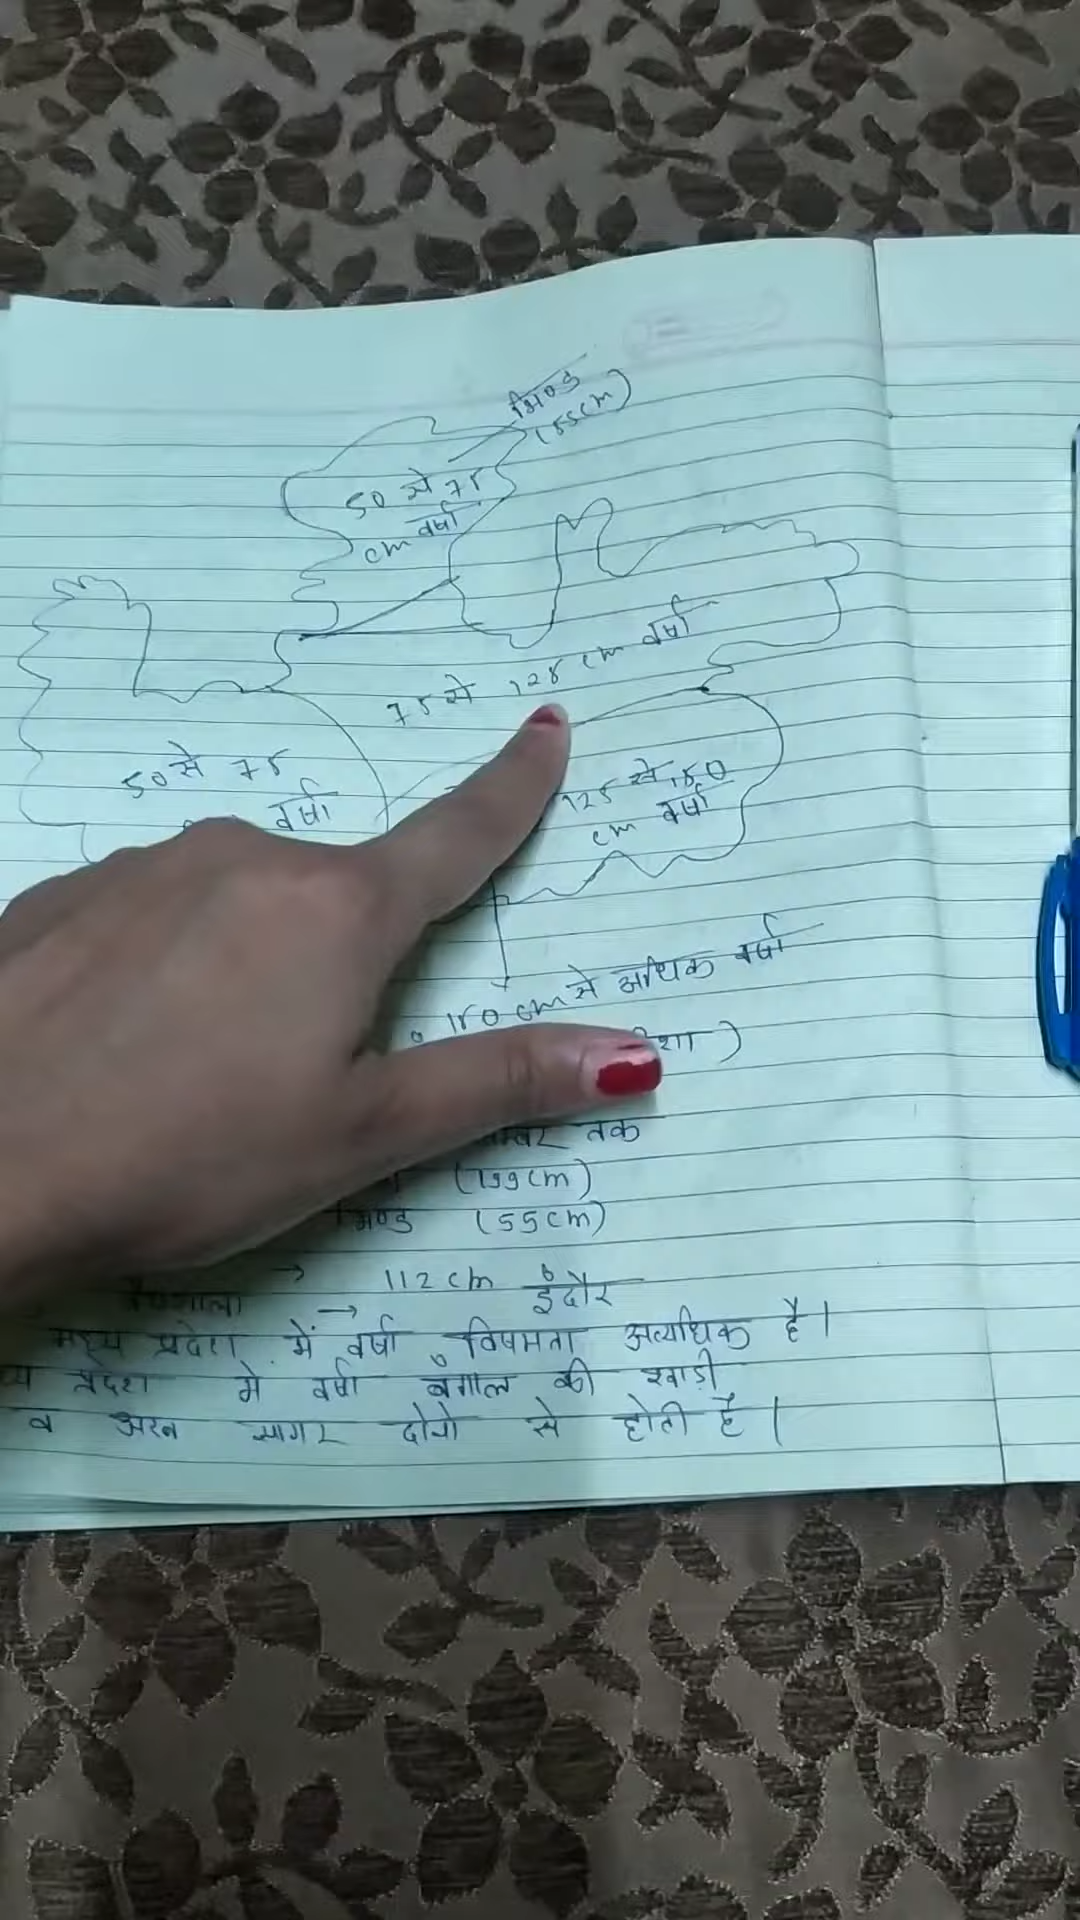 भिण्ड
(55cm)
50 से 75
cm वर्षा
75 से 125 cm वर्षा
50 से 75
वर्षा
125 से 150
cm वर्षा
150 cm से अधिक वर्षा
)
तक
(199cm)
भिण्ड (55cm)
→ 112 cm
→ इंदौर
मध्य प्रदेश में वर्षा विषमता अत्यधिक है।
प्रदेश मे वर्षा बंगाल की खाड़ी
व अरब सागर दोनो से होती है।